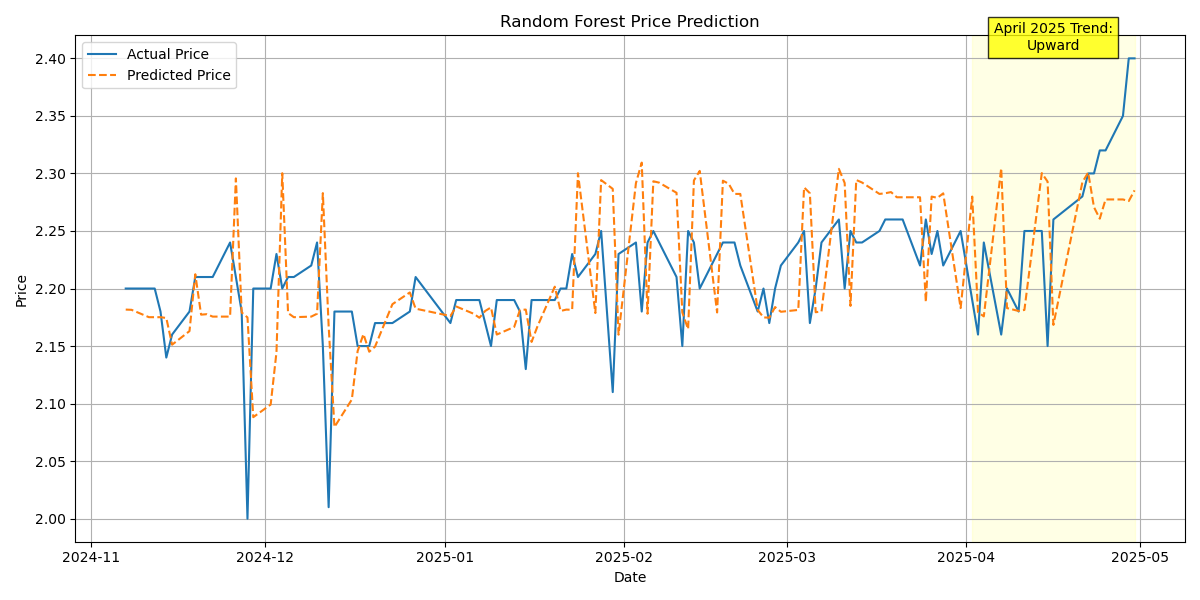 Random Forest Price Prediction
April 2025 Trend:
Upward
Actual Price
Predicted Price
Price
2.40
2.35
2.30
2.25
2.20
2.15
2.10
2.05
2.00
2024-11
2024-12
2025-01
2025-02
2025-03
2025-04
2025-05
Date